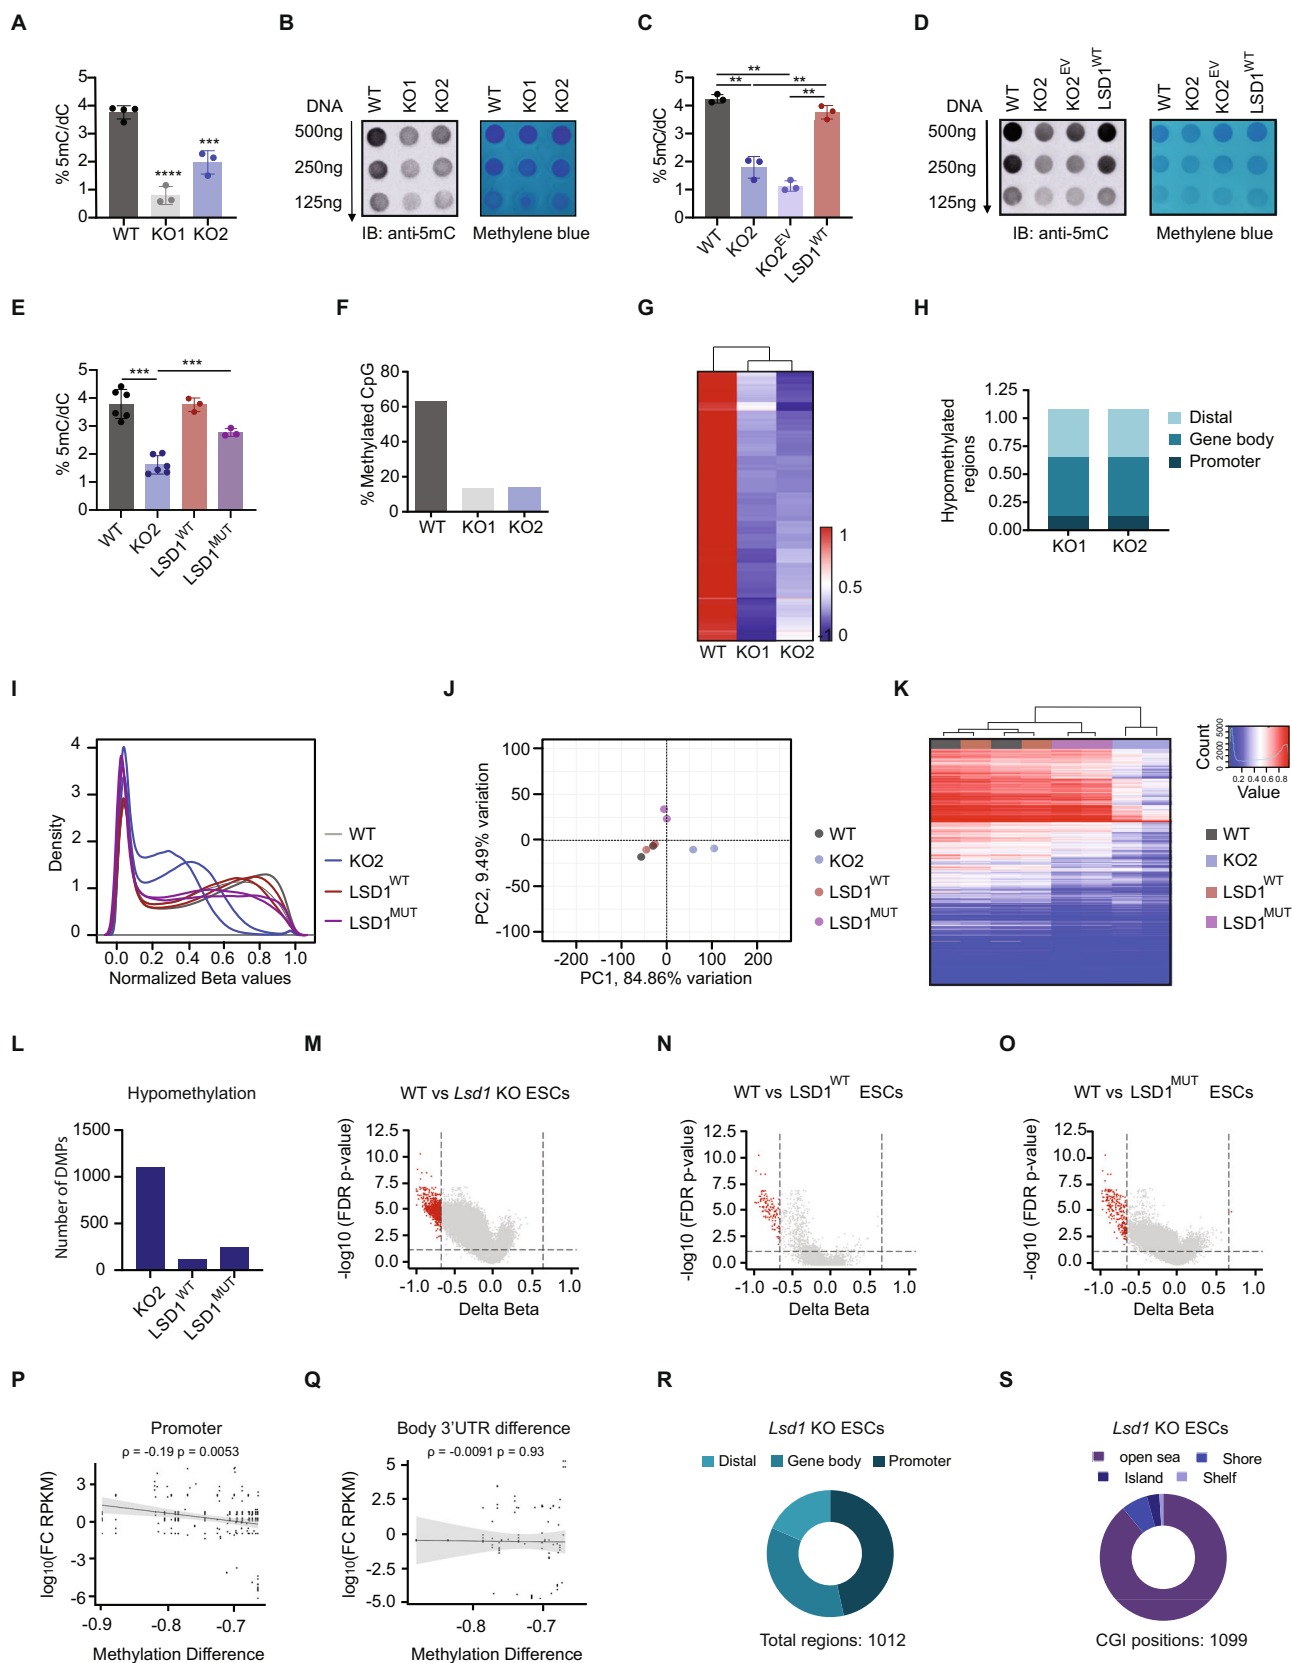 A
% 5mC/dC
5
4
3
2
1
0
****
***
WT KO1 KO2
B
DNA
WT KO1 KO2
WT KO1 KO2
500ng
250ng
125ng
IB: anti-5mC
Methylene blue
C
% 5mC/dC
5
4
3
2
1
0
**
** **
**
WT KO2 KO2EV LSD1WT
D
DNA
WT KO2 KO2EV LSD1WT
WT KO2 KO2EV LSD1WT
500ng
250ng
125ng
IB: anti-5mC
Methylene blue
E
% 5mC/dC
5
4
3
2
1
0
*** ***
WT KO2 LSD1WT LSD1MUT
F
% Methylated CpG
80
60
40
20
0
WT KO1 KO2
G
WT KO1 KO2
1
0.5
-1 0
H
Hypomethylated
regions
1.25
1.00
0.75
0.50
0.25
0.00
KO1 KO2
Distal
Gene body
Promoter
I
Density
4
3
2
1
0
0.0 0.2 0.4 0.6 0.8 1.0
Normalized Beta values
WT
KO2
LSD1WT
LSD1MUT
J
PC2, 9.49% variation
100
50
0
-50
-100
-200 -100 0 100 200
PC1, 84.86% variation
WT
KO2
LSD1WT
LSD1MUT
K
Count
0 2000 5000
0.2 0.4 0.6 0.8
Value
WT
KO2
LSD1WT
LSD1MUT
L
Hypomethylation
Number of DMPs
1500
1000
500
0
KO2 LSD1WT LSD1MUT
M
WT vs Lsd1 KO ESCs
-log10 (FDR p-value)
12.5
10.0
7.5
5.0
2.5
0.0
-1.0 -0.5 0.0 0.5 1.0
Delta Beta
N
WT vs LSD1WT ESCs
-log10 (FDR p-value)
12.5
10.0
7.5
5.0
2.5
0.0
-1.0 -0.5 0.0 0.5 1.0
Delta Beta
O
WT vs LSD1MUT ESCs
-log10 (FDR p-value)
12.5
10.0
7.5
5.0
2.5
0.0
-1.0 -0.5 0.0 0.5 1.0
Delta Beta
P
Promoter
ρ = -0.19 p = 0.0053
log10(FC RPKM)
3
0
-3
-6
-0.9 -0.8 -0.7
Methylation Difference
Q
Body 3'UTR difference
ρ = -0.0091 p = 0.93
log10(FC RPKM)
5
2.5
0
-2.5
-5.0
-0.8 -0.7
Methylation Difference
R
Lsd1 KO ESCs
Distal Gene body Promoter
Total regions: 1012
S
Lsd1 KO ESCs
open sea Shore
Island Shelf
CGI positions: 1099